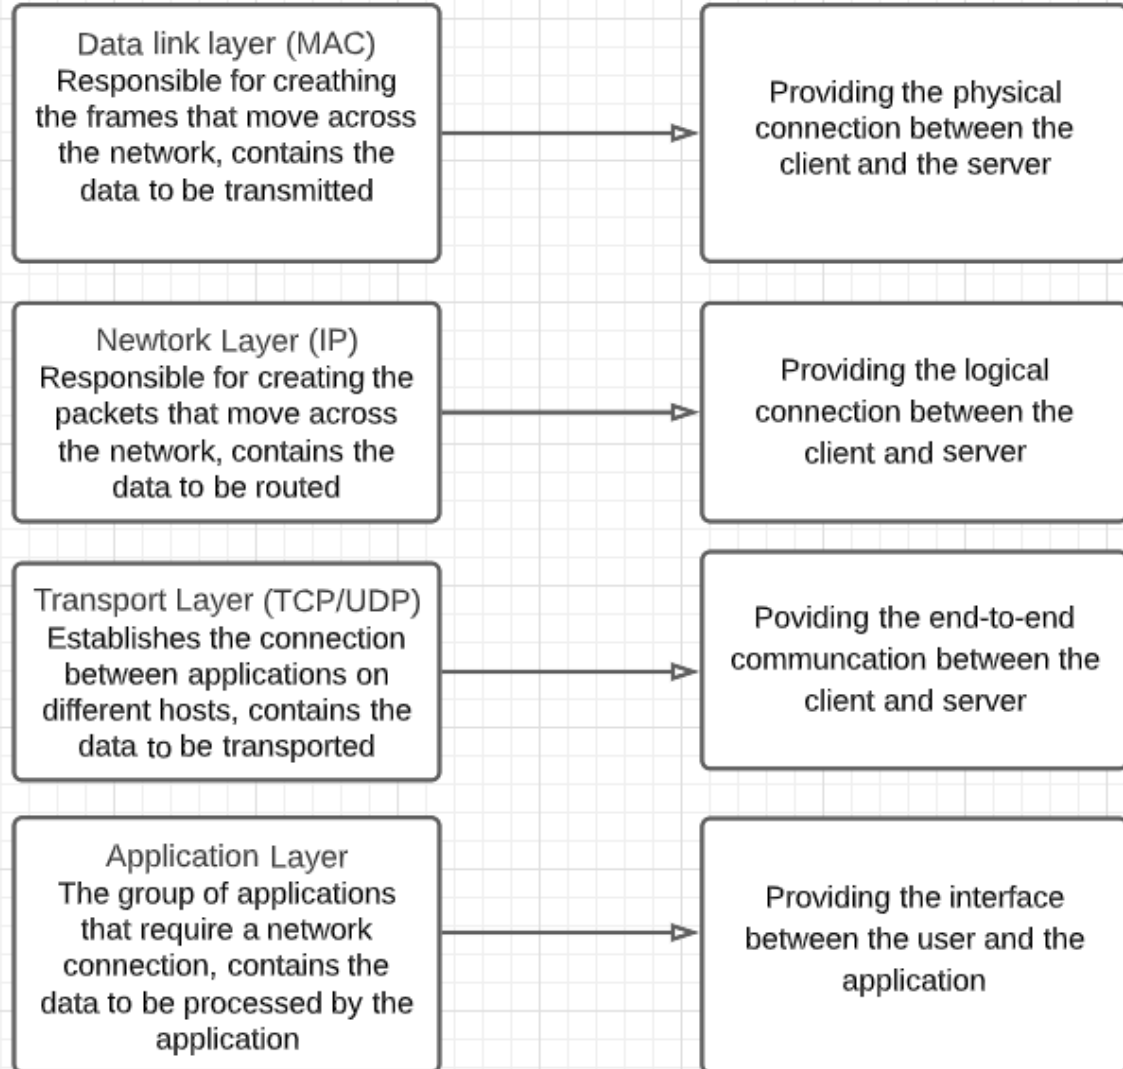 Data link layer (MAC)
Responsible for creathing
the frames that move across
the network, contains the
data to be transmitted
Providing the physical
connection between the
client and the server
Newtork Layer (IP)
Responsible for creating the
packets that move across
the network, contains the
data to be routed
Providing the logical
connection between the
client and server
Transport Layer (TCP/UDP)
Establishes the connection
between applications on
different hosts, contains the
data to be transported
Poviding the end-to-end
communcation between the
client and server
Application Layer
The group of applications
that require a network
connection, contains the
data to be processed by the
application
Providing the interface
between the user and the
application